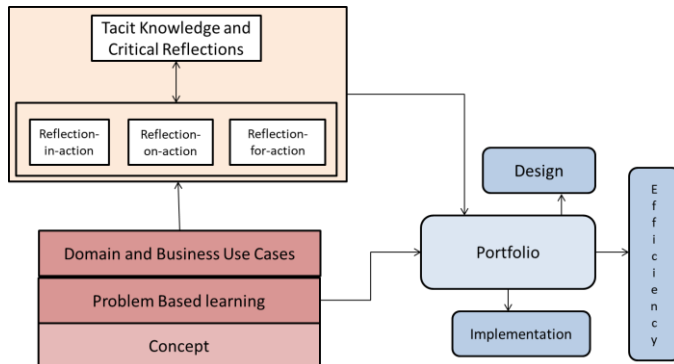 Tacit Knowledge and
Critical Reflections
Reflection-
in-action
Reflection-
on-action
Reflection-
for-action
Domain and Business Use Cases
Problem Based learning
Concept
Design
Portfolio
Implementation
Efficiency